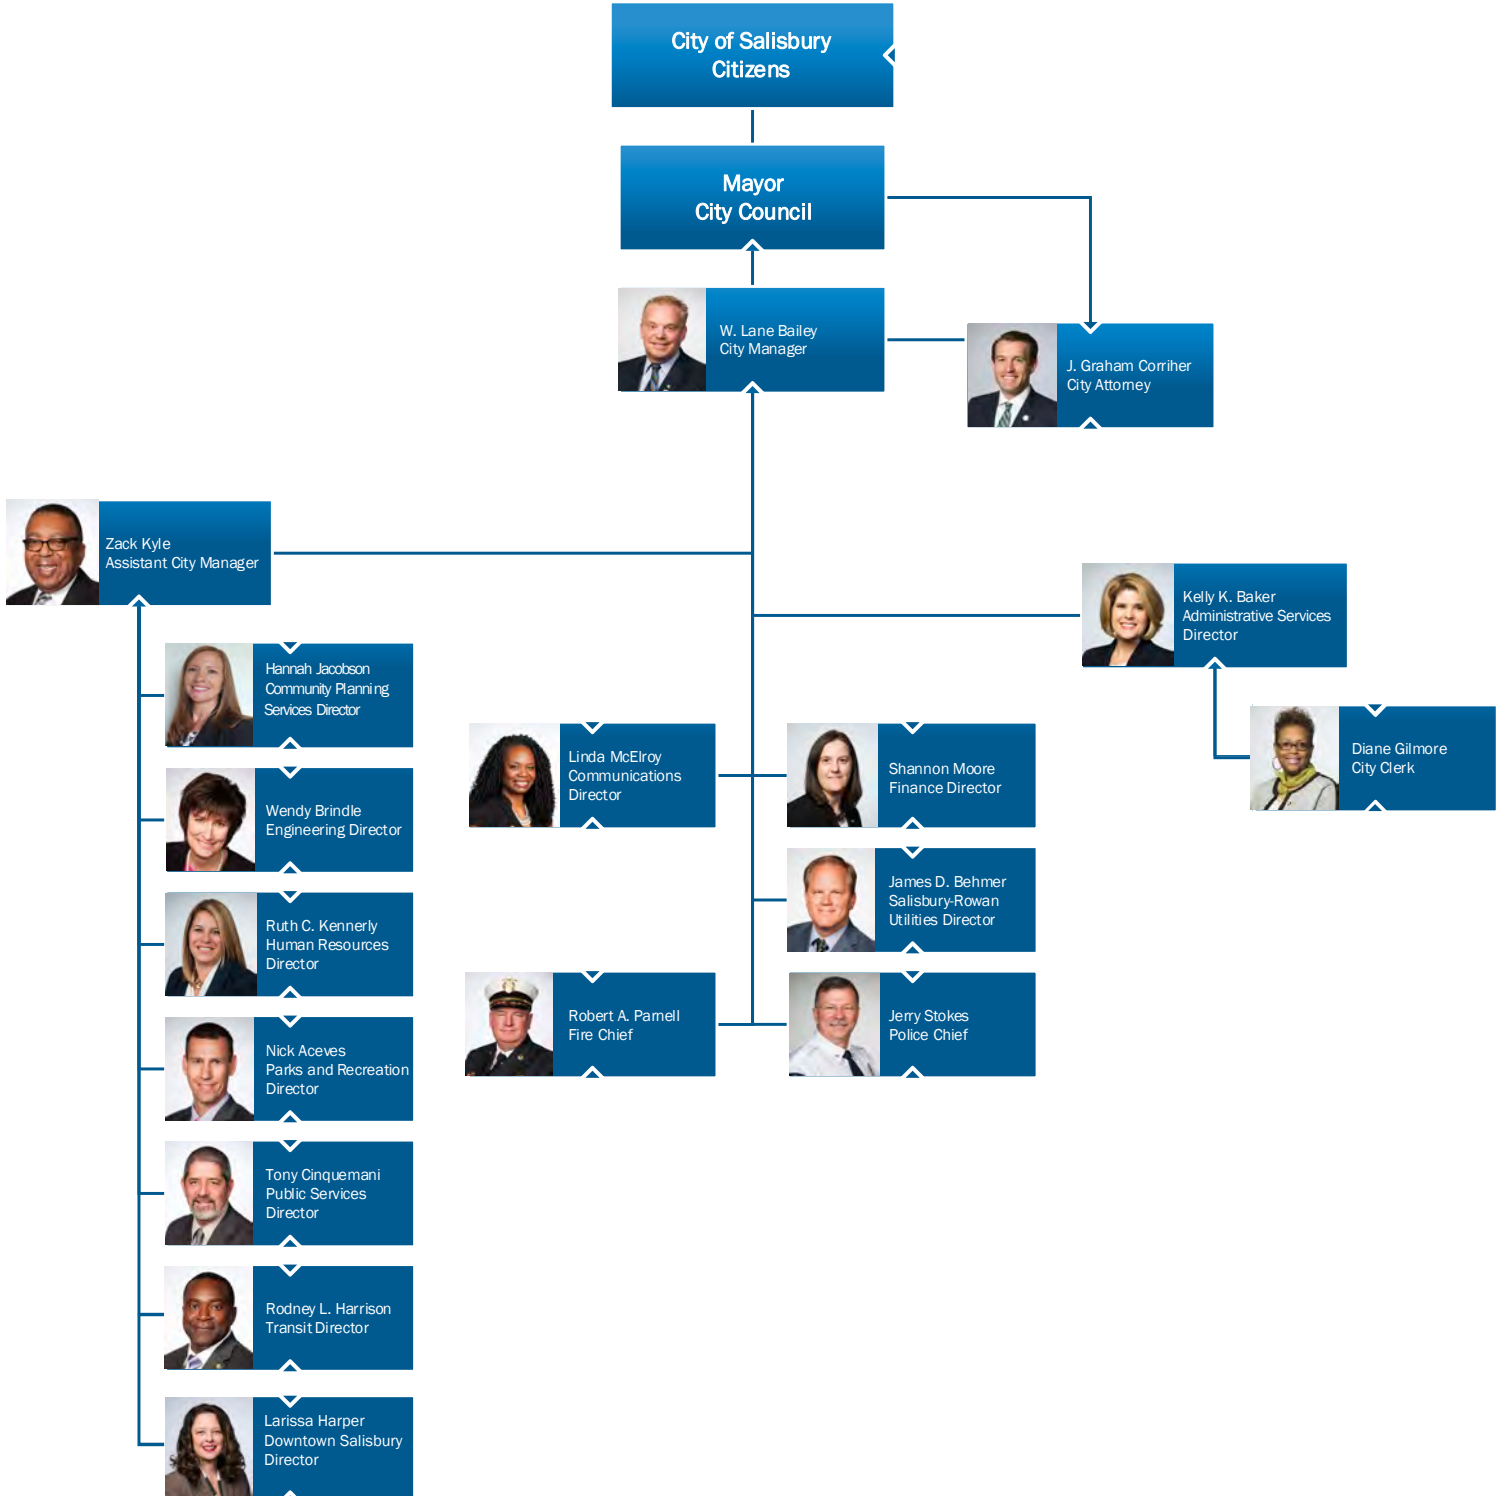 City of Salisbury
Citizens
Mayor
City Council
W. Lane Bailey
City Manager
J. Graham Corriher
City Attorney
Zack Kyle
Assistant City Manager
Kelly K. Baker
Administrative Services
Director
Hannah Jacobson
Community Planning
Services Director
Linda McElroy
Communications
Director
Shannon Moore
Finance Director
Diane Gilmore
City Clerk
Wendy Brindle
Engineering Director
James D. Behmer
Salisbury-Rowan
Utilities Director
Ruth C. Kennerly
Human Resources
Director
Robert A. Parnell
Fire Chief
Jerry Stokes
Police Chief
Nick Aceves
Parks and Recreation
Director
Tony Cinquemani
Public Services
Director
Rodney L. Harrison
Transit Director
Larissa Harper
Downtown Salisbury
Director